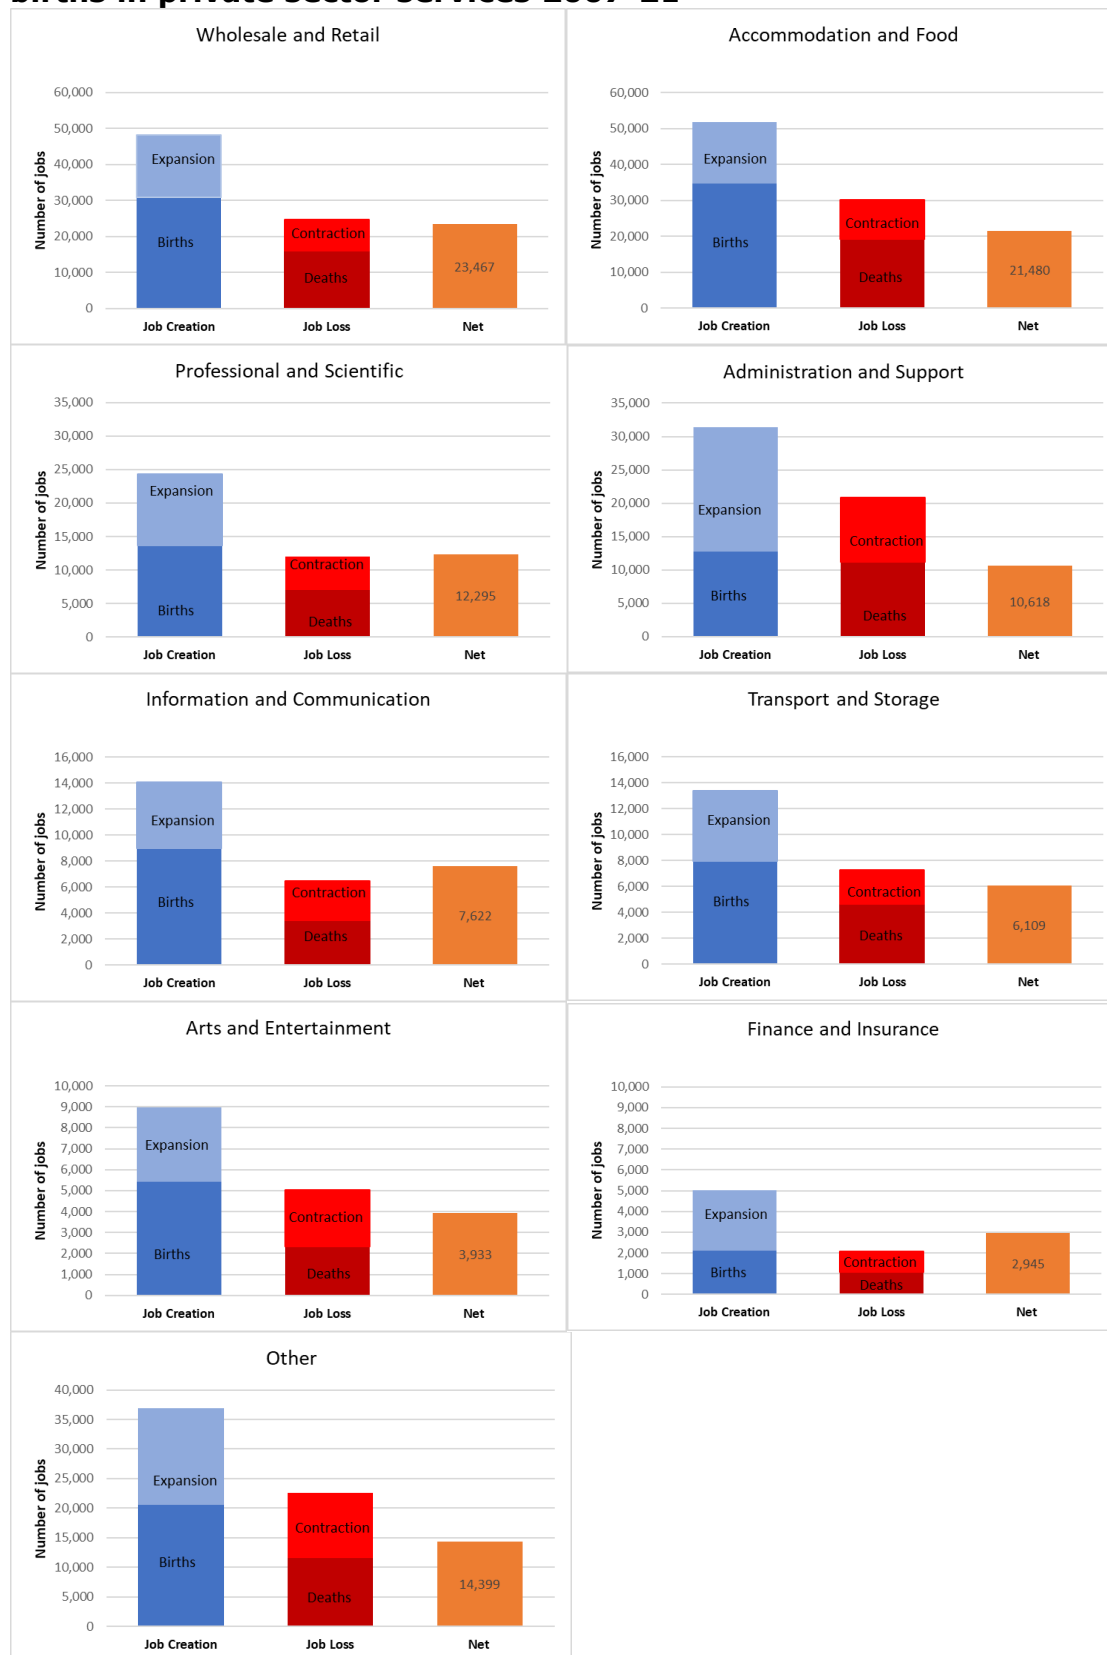 births in private sector services 2007-21
Wholesale and Retail
60,000
50,000
40,000
30,000
20,000
10,000
0
Number of jobs
Expansion
Births
Contraction
Deaths
23,467
Job Creation
Job Loss
Net
Accommodation and Food
60,000
50,000
40,000
30,000
20,000
10,000
0
Number of jobs
Expansion
Births
Contraction
Deaths
21,480
Job Creation
Job Loss
Net
Professional and Scientific
35,000
30,000
25,000
20,000
15,000
10,000
5,000
0
Number of jobs
Expansion
Births
Contraction
Deaths
12,295
Job Creation
Job Loss
Net
Administration and Support
35,000
30,000
25,000
20,000
15,000
10,000
5,000
0
Number of jobs
Expansion
Births
Contraction
Deaths
10,618
Job Creation
Job Loss
Net
Information and Communication
16,000
14,000
12,000
10,000
8,000
6,000
4,000
2,000
0
Number of jobs
Expansion
Births
Contraction
Deaths
7,622
Job Creation
Job Loss
Net
Transport and Storage
16,000
14,000
12,000
10,000
8,000
6,000
4,000
2,000
0
Number of jobs
Expansion
Births
Contraction
Deaths
6,109
Job Creation
Job Loss
Net
Arts and Entertainment
10,000
9,000
8,000
7,000
6,000
5,000
4,000
3,000
2,000
1,000
0
Number of jobs
Expansion
Births
Contraction
Deaths
3,933
Job Creation
Job Loss
Net
Finance and Insurance
10,000
9,000
8,000
7,000
6,000
5,000
4,000
3,000
2,000
1,000
0
Number of jobs
Expansion
Births
Contraction
Deaths
2,945
Job Creation
Job Loss
Net
Other
40,000
35,000
30,000
25,000
20,000
15,000
10,000
5,000
0
Number of jobs
Expansion
Births
Contraction
Deaths
14,399
Job Creation
Job Loss
Net